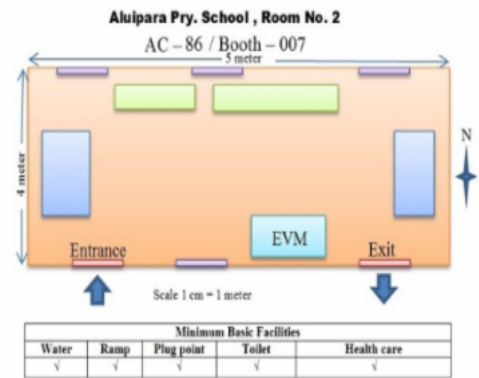 Aluipara Pry. School , Room No. 2
AC – 86 / Booth – 007
5 meter
4 meter
N
EVM
Entrance
Exit
Scale 1 cm = 1 meter
Minimum Basic Facilities
Water Ramp Plug point Toilet Health care
√ √ √ √ √